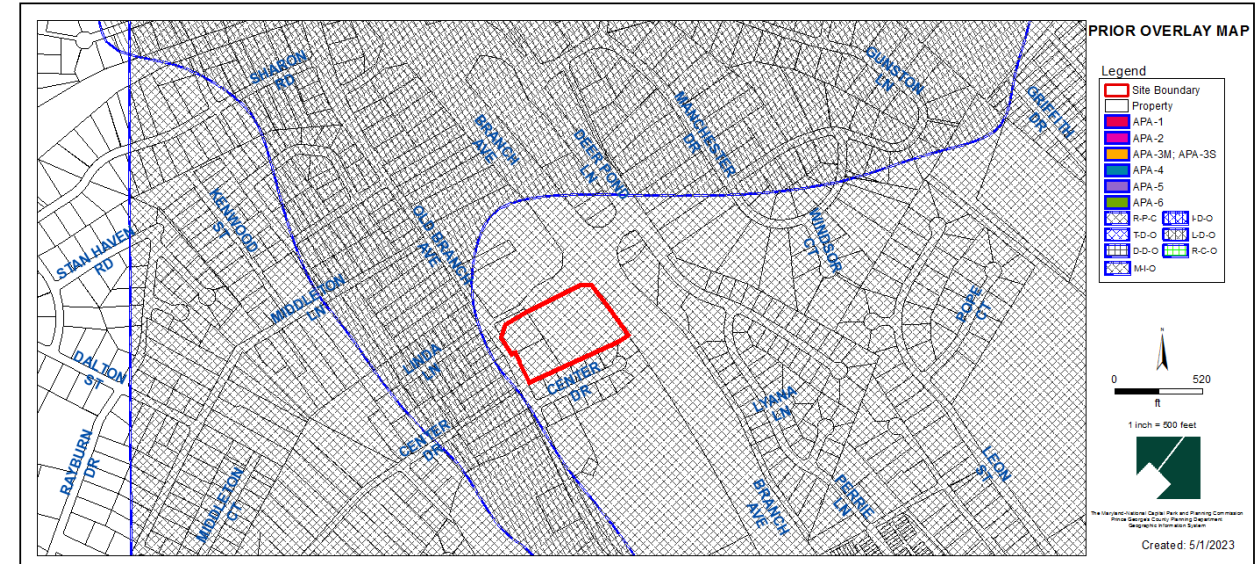 PRIOR OVERLAY MAP
Legend
Site Boundary
Property
APA-1
APA-2
APA-3M; APA-3S
APA-4
APA-5
APA-6
R-P-C
I-D-O
T-D-O
L-D-O
D-D-O
R-C-O
M-I-O
N
0 520
ft
1 inch = 500 feet
The Maryland-National Capital Park and Planning Commission
Prince George's County Planning Department
Geographic Information System
Created: 5/1/2023
SHARON
RD
BRANCH
AVE
DEER POND
LN
MANCHESTER
DR
GUNSTON
LN
GRIFFITH
DR
KENWOOD
ST
OLD BRANCH
AVE
WINDSOR
CT
STAN HAVEN
RD
MIDDLETON
LN
POPE
CT
DALTON
ST
LINDA
LN
CENTER
DR
LYANA
LN
CENTER
DR
RAYBURN
DR
MIDDLETON
CT
BRANCH
AVE
PERRIE
LN
LEON
ST